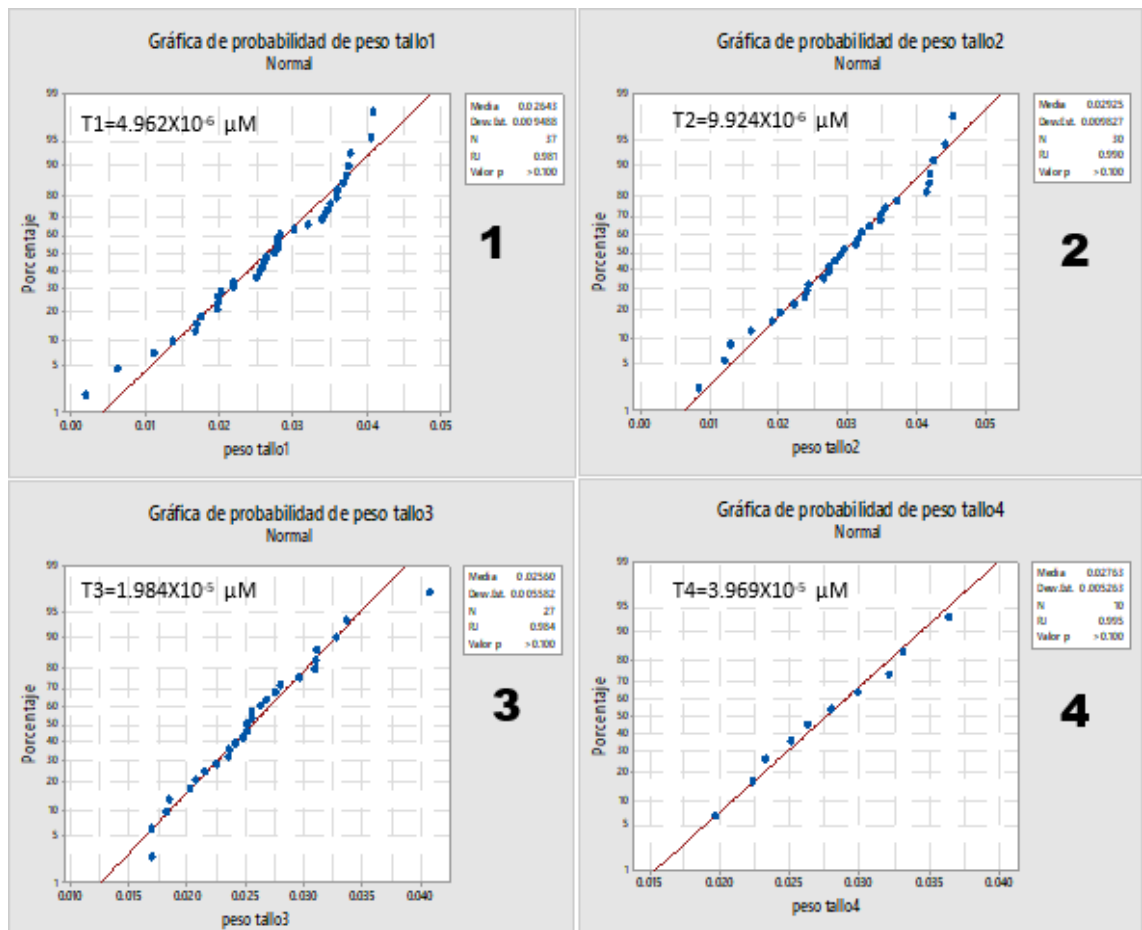 Gráfica de probabilidad de peso tallo1
Normal
T1=4.962X10⁻⁶ µM
Porcentaje
99
95
90
80
70
60
50
40
30
20
10
5
1
0.00 0.01 0.02 0.03 0.04 0.05
peso tallo1
Media 0.02643
Desv.Est. 0.009488
N 37
RJ 0.981
Valor p >0.100
1
Gráfica de probabilidad de peso tallo2
Normal
T2=9.924X10⁻⁶ µM
Porcentaje
99
95
90
80
70
60
50
40
30
20
10
5
1
0.00 0.01 0.02 0.03 0.04 0.05
peso tallo2
Media 0.02925
Desv.Est. 0.009827
N 30
RJ 0.990
Valor p >0.100
2
Gráfica de probabilidad de peso tallo3
Normal
T3=1.984X10⁻⁵ µM
Porcentaje
99
95
90
80
70
60
50
40
30
20
10
5
1
0.010 0.015 0.020 0.025 0.030 0.035 0.040
peso tallo3
Media 0.02560
Desv.Est. 0.005582
N 27
RJ 0.984
Valor p >0.100
3
Gráfica de probabilidad de peso tallo4
Normal
T4=3.969X10⁻⁵ µM
Porcentaje
99
95
90
80
70
60
50
40
30
20
10
5
1
0.015 0.020 0.025 0.030 0.035 0.040
peso tallo4
Media 0.02763
Desv.Est. 0.005263
N 10
RJ 0.995
Valor p >0.100
4